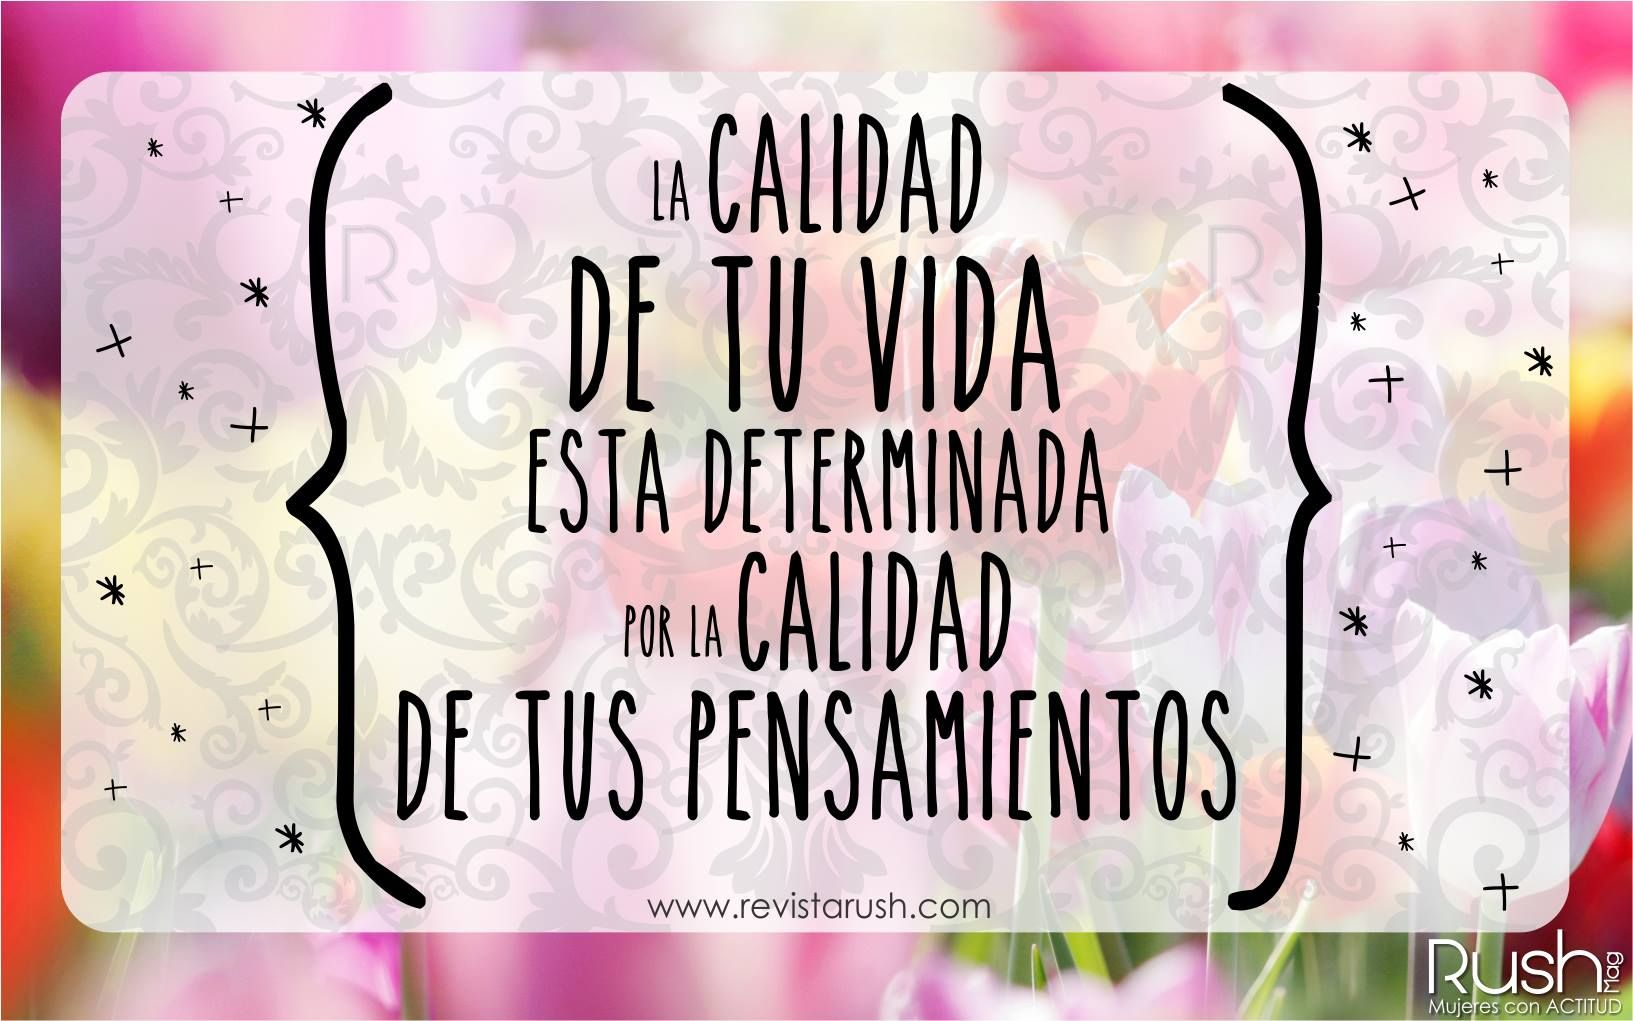 LA CALIDAD
DE TU VIDA
ESTA DETERMINADA
POR LA CALIDAD
DE TUS PENSAMIENTOS
www.revistarush.com
Rush Mag
Mujeres con ACTITUD
R
R